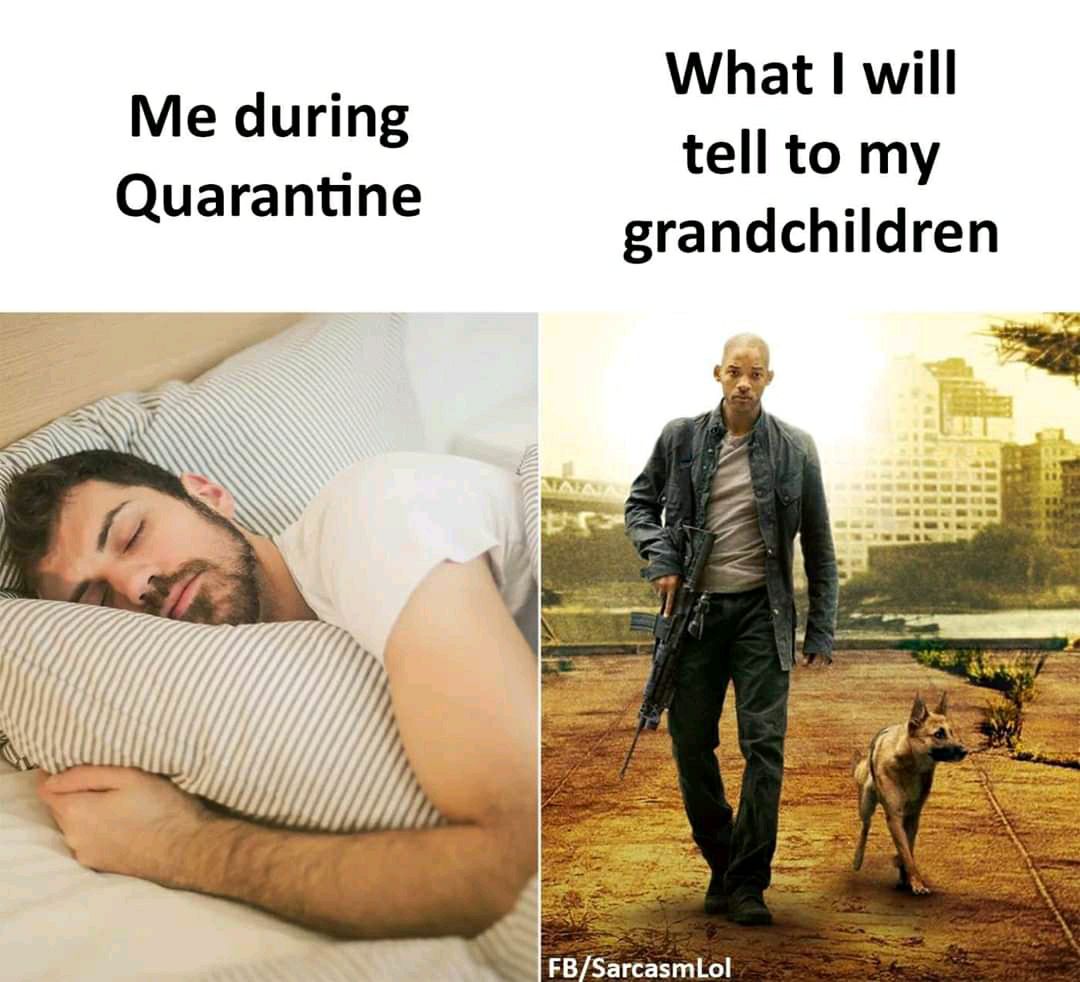 Me during
Quarantine
What I will
tell to my
grandchildren
FB/SarcasmLol